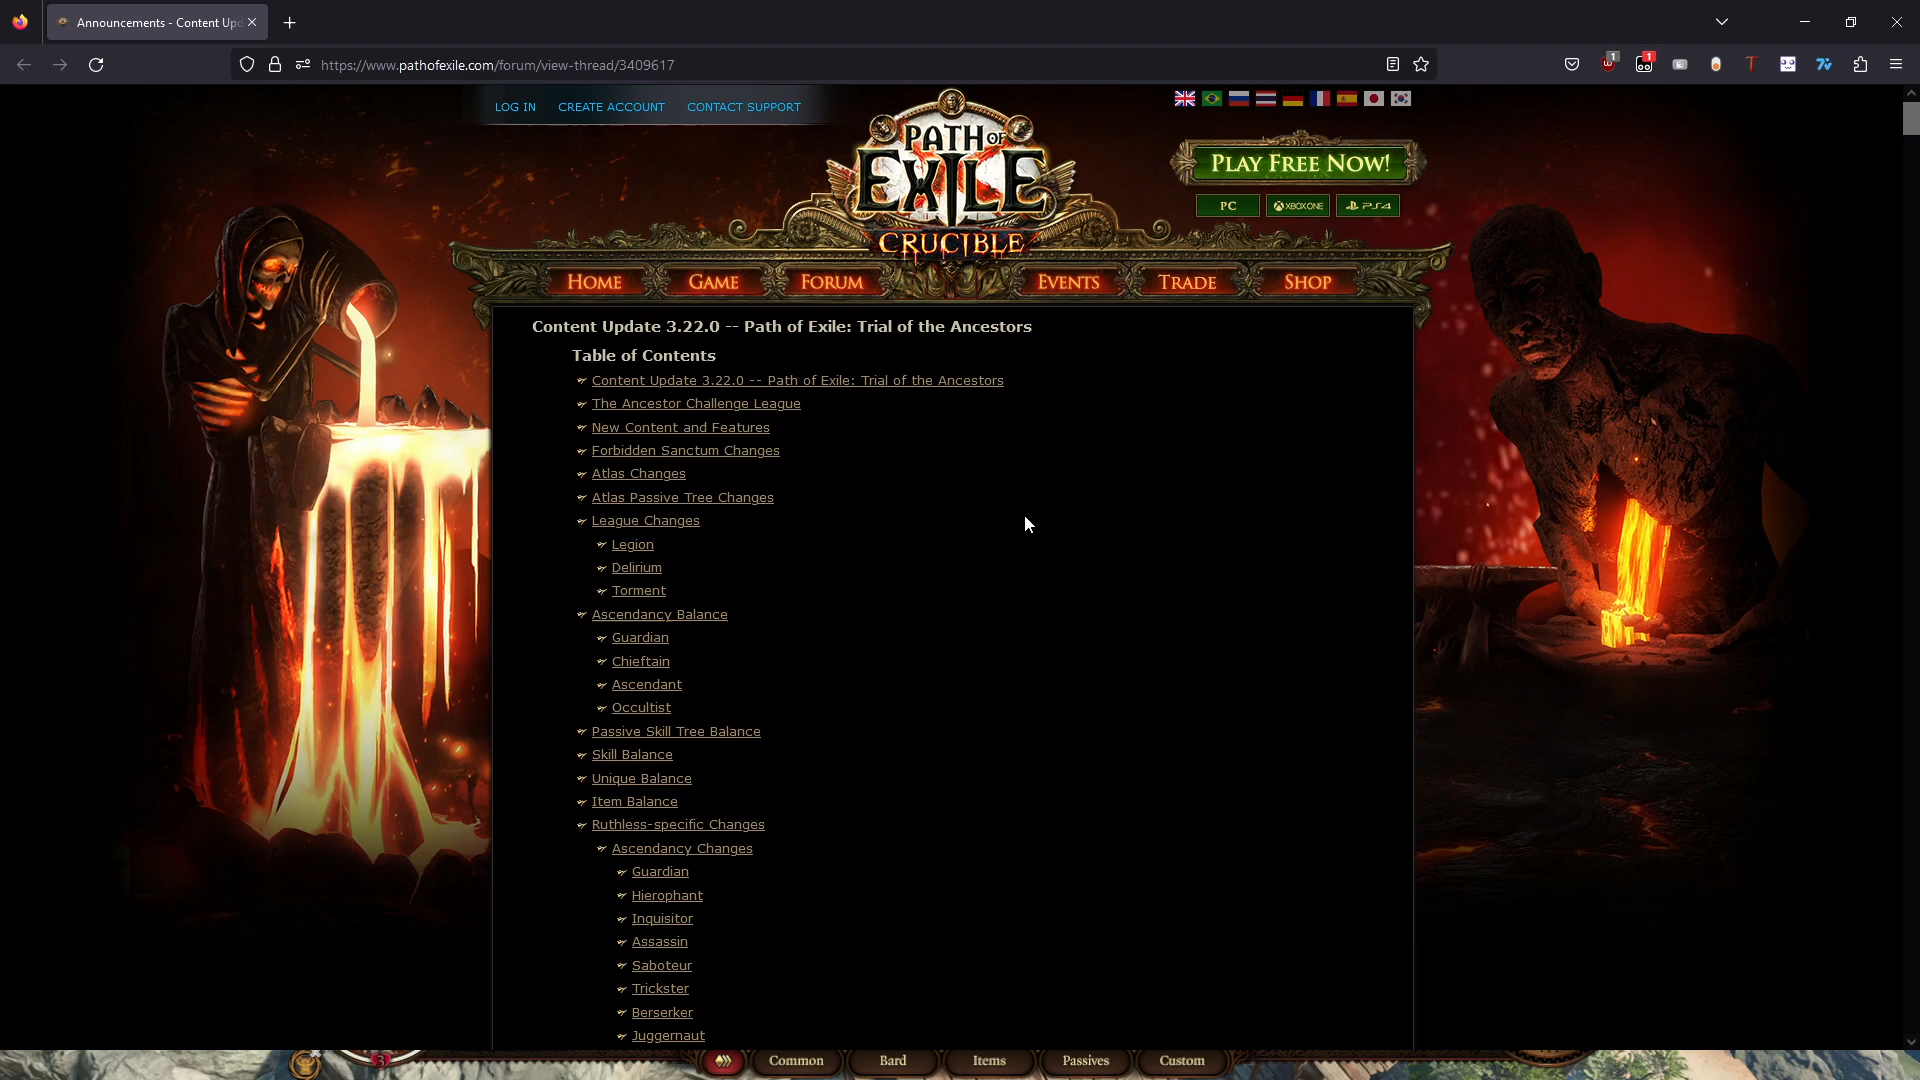 Announcements - Content Upd
https://www.pathofexile.com/forum/view-thread/3409617
1
1
LOG IN
CREATE ACCOUNT
CONTACT SUPPORT
PATH OF
EXILE
CRUCIBLE
PLAY FREE NOW!
PC
XBOX ONE
PS4
HOME
GAME
FORUM
EVENTS
TRADE
SHOP
Content Update 3.22.0 -- Path of Exile: Trial of the Ancestors
Table of Contents
Content Update 3.22.0 -- Path of Exile: Trial of the Ancestors
The Ancestor Challenge League
New Content and Features
Forbidden Sanctum Changes
Atlas Changes
Atlas Passive Tree Changes
League Changes
Legion
Delirium
Torment
Ascendancy Balance
Guardian
Chieftain
Ascendant
Occultist
Passive Skill Tree Balance
Skill Balance
Unique Balance
Item Balance
Ruthless-specific Changes
Ascendancy Changes
Guardian
Hierophant
Inquisitor
Assassin
Saboteur
Trickster
Berserker
Juggernaut
3
Common
Bard
Items
Passives
Custom